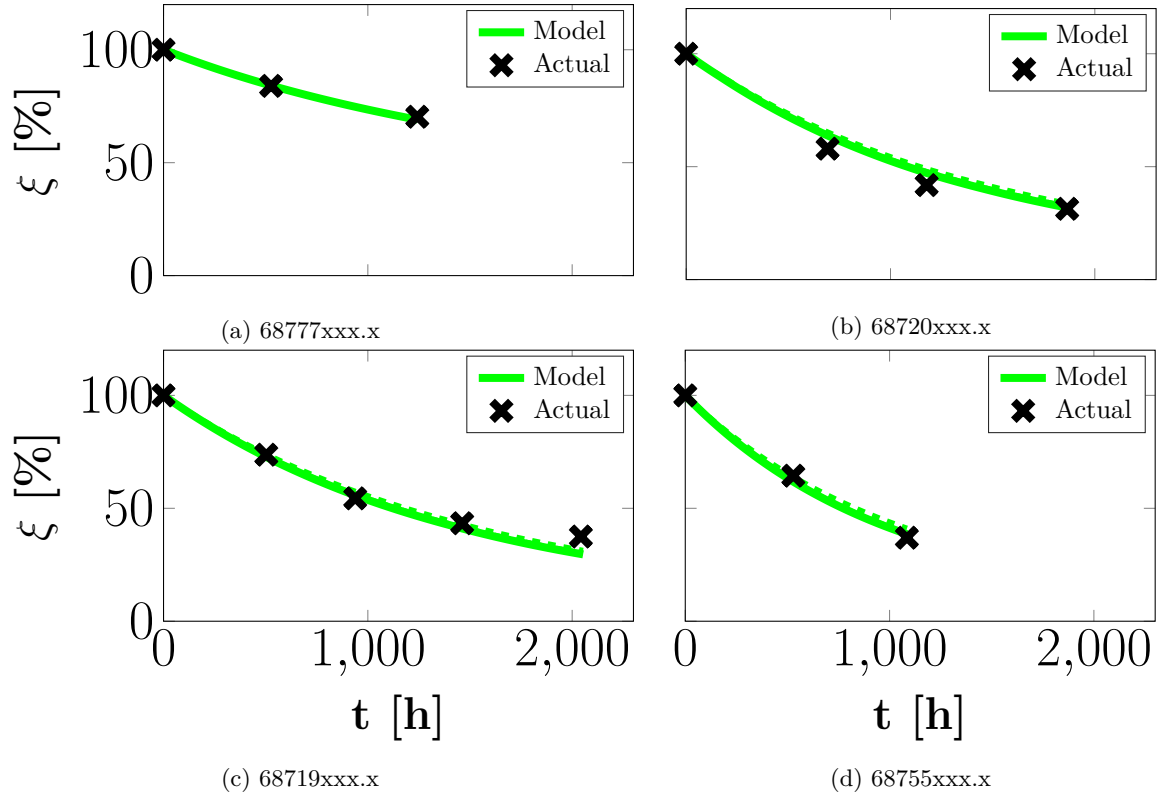 100
50
0
ξ [%]
Model
Actual
(a) 68777xxx.x
Model
Actual
(b) 68720xxx.x
100
50
0
ξ [%]
Model
Actual
0 1,000 2,000
t [h]
(c) 68719xxx.x
Model
Actual
0 1,000 2,000
t [h]
(d) 68755xxx.x